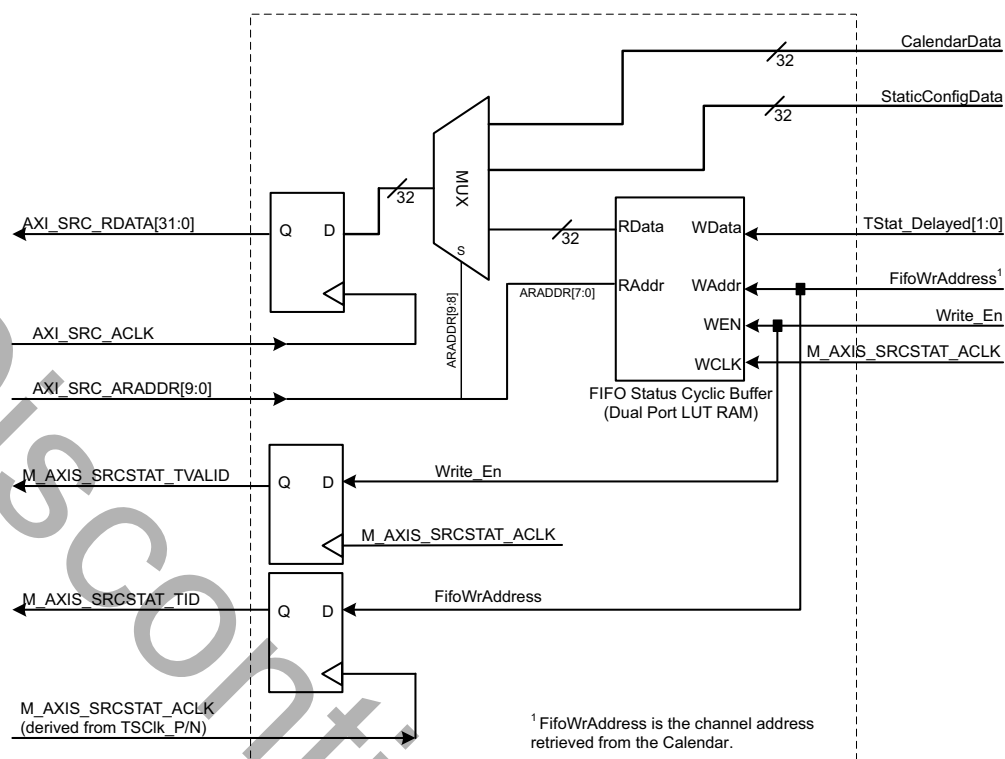 CalendarData
32
StaticConfigData
32
MUX
32
S
AXI_SRC_RDATA[31:0]
Q D
32
RData WData
TStat_Delayed[1:0]
RAddr WAddr
FifoWrAddress1
ARADDR[7:0]
ARADDR[9:8]
WEN
Write_En
AXI_SRC_ACLK
WCLK
M_AXIS_SRCSTAT_ACLK
AXI_SRC_ARADDR[9:0]
FIFO Status Cyclic Buffer
(Dual Port LUT RAM)
M_AXIS_SRCSTAT_TVALID
Q D
Write_En
M_AXIS_SRCSTAT_ACLK
M_AXIS_SRCSTAT_TID
Q D
FifoWrAddress
M_AXIS_SRCSTAT_ACLK
(derived from TSClk_P/N)
1 FifoWrAddress is the channel address
retrieved from the Calendar.